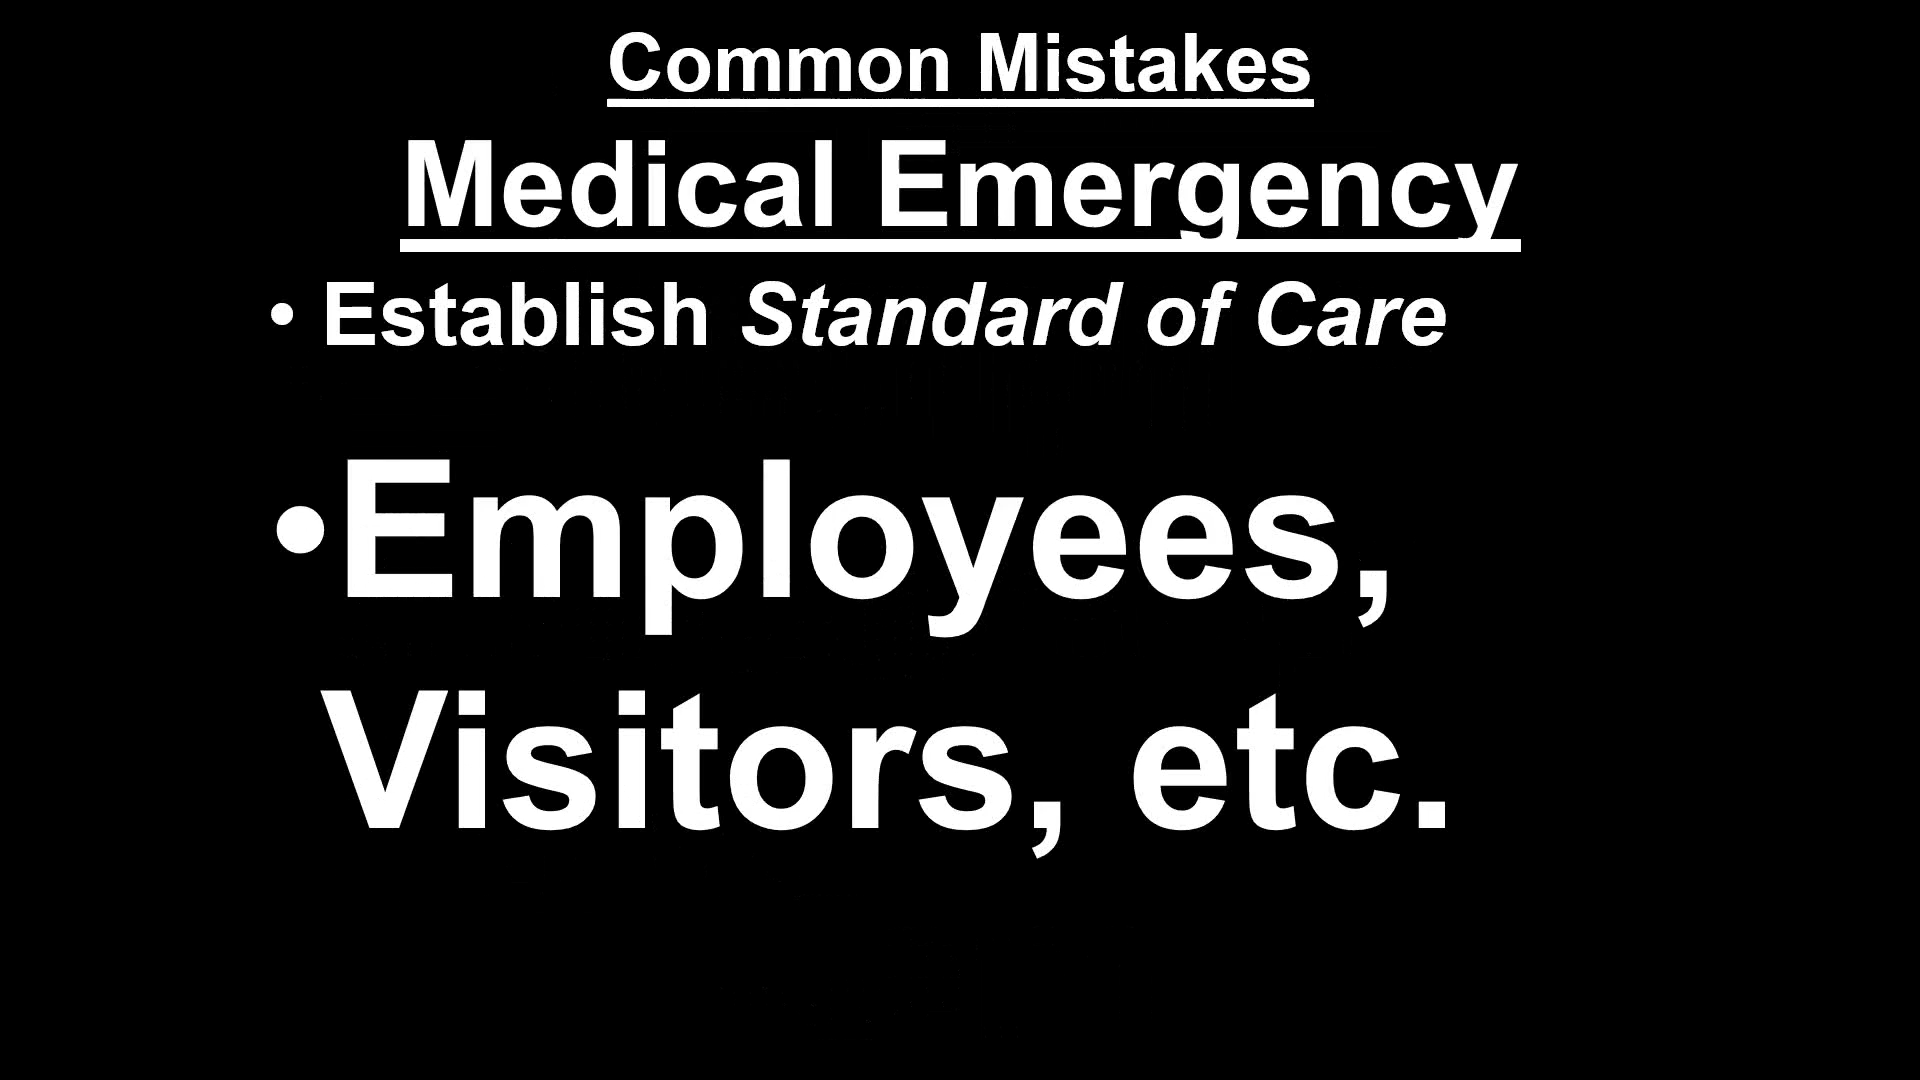 Common Mistakes
Medical Emergency
• Establish Standard of Care
•Employees,
Visitors, etc.